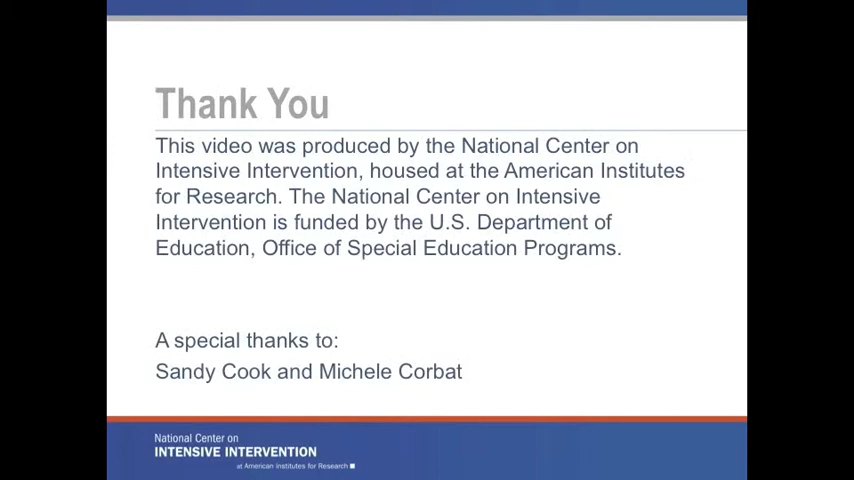 Thank You
This video was produced by the National Center on
Intensive Intervention, housed at the American Institutes
for Research. The National Center on Intensive
Intervention is funded by the U.S. Department of
Education, Office of Special Education Programs.
A special thanks to:
Sandy Cook and Michele Corbat
National Center on
INTENSIVE INTERVENTION
at American Institutes for Research